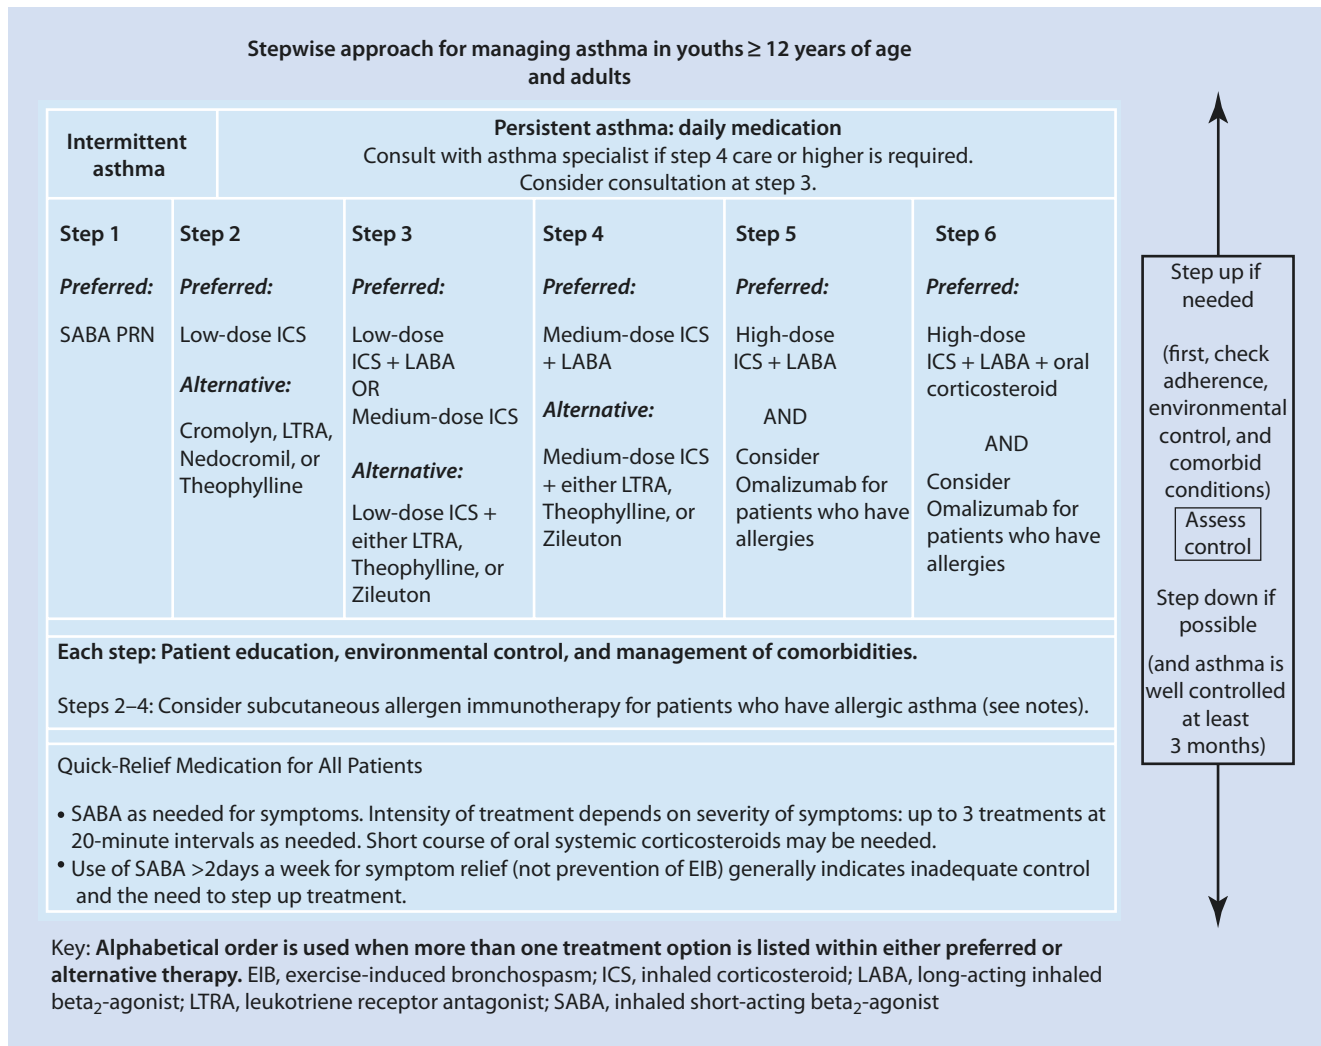 Stepwise approach for managing asthma in youths ≥ 12 years of age
and adults
Intermittent
asthma
Persistent asthma: daily medication
Consult with asthma specialist if step 4 care or higher is required.
Consider consultation at step 3.
Step 1
Preferred:
SABA PRN
Step 2
Preferred:
Low-dose ICS
Alternative:
Cromolyn, LTRA,
Nedocromil, or
Theophylline
Step 3
Preferred:
Low-dose
ICS + LABA
OR
Medium-dose ICS
Alternative:
Low-dose ICS +
either LTRA,
Theophylline, or
Zileuton
Step 4
Preferred:
Medium-dose ICS
+ LABA
Alternative:
Medium-dose ICS
+ either LTRA,
Theophylline, or
Zileuton
Step 5
Preferred:
High-dose
ICS + LABA
AND
Consider
Omalizumab for
patients who have
allergies
Step 6
Preferred:
High-dose
ICS + LABA + oral
corticosteroid
AND
Consider
Omalizumab for
patients who have
allergies
Each step: Patient education, environmental control, and management of comorbidities.
Steps 2–4: Consider subcutaneous allergen immunotherapy for patients who have allergic asthma (see notes).
Quick-Relief Medication for All Patients
• SABA as needed for symptoms. Intensity of treatment depends on severity of symptoms: up to 3 treatments at
20-minute intervals as needed. Short course of oral systemic corticosteroids may be needed.
• Use of SABA >2days a week for symptom relief (not prevention of EIB) generally indicates inadequate control
and the need to step up treatment.
Step up if
needed
(first, check
adherence,
environmental
control, and
comorbid
conditions)
Assess
control
Step down if
possible
(and asthma is
well controlled
at least
3 months)
Key: Alphabetical order is used when more than one treatment option is listed within either preferred or
alternative therapy. EIB, exercise-induced bronchospasm; ICS, inhaled corticosteroid; LABA, long-acting inhaled
beta₂-agonist; LTRA, leukotriene receptor antagonist; SABA, inhaled short-acting beta₂-agonist